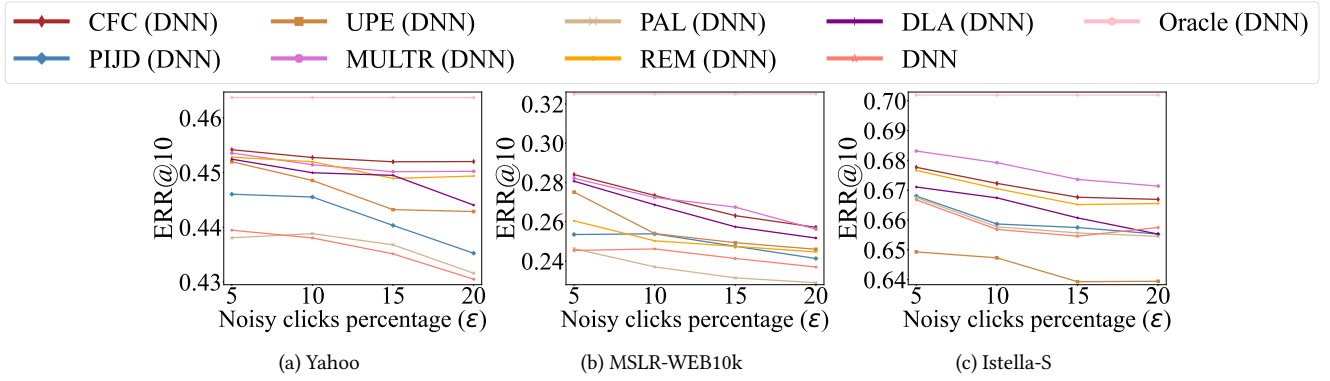 CFC (DNN) UPE (DNN) PAL (DNN) DLA (DNN) Oracle (DNN)
PIJD (DNN) MULTR (DNN) REM (DNN) DNN
ERR@10
0.46
0.45
0.44
0.43
5 10 15 20
Noisy clicks percentage (ε)
(a) Yahoo
ERR@10
0.32
0.30
0.28
0.26
0.24
5 10 15 20
Noisy clicks percentage (ε)
(b) MSLR-WEB10k
ERR@10
0.70
0.69
0.68
0.67
0.66
0.65
0.64
5 10 15 20
Noisy clicks percentage (ε)
(c) Istella-S